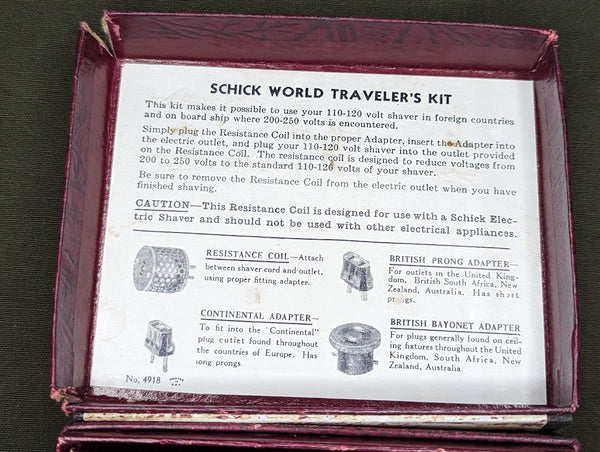 SCHICK WORLD TRAVELER'S KIT
This kit makes it possible to use your 110-120 volt shaver in foreign countries
and on board ship where 200-250 volts is encountered.
Simply plug the Resistance Coil into the proper Adapter, insert the Adapter into
the electric outlet, and plug your 110-120 volt shaver into the outlet provided
on the Resistance Coil. The resistance coil is designed to reduce voltages from
200 to 250 volts to the standard 110-120 volts of your shaver.
Be sure to remove the Resistance Coil from the electric outlet when you have
finished shaving.
CAUTION—This Resistance Coil is designed for use with a Schick Elec-
tric Shaver and should not be used with other electrical appliances.
RESISTANCE COIL—Attach
between shaver cord and outlet,
using proper fitting adapter.
BRITISH PRONG ADAPTER—
For outlets in the United King-
dom, British South Africa, New
Zealand, Australia. Has short
prongs.
CONTINENTAL ADAPTER—
To fit into the "Continental"
plug outlet found throughout
the countries of Europe. Has
long prongs.
BRITISH BAYONET ADAPTER
For plugs generally found on ceil-
ing fixtures throughout the United
Kingdom, South Africa, New
Zealand, Australia.
No. 4918